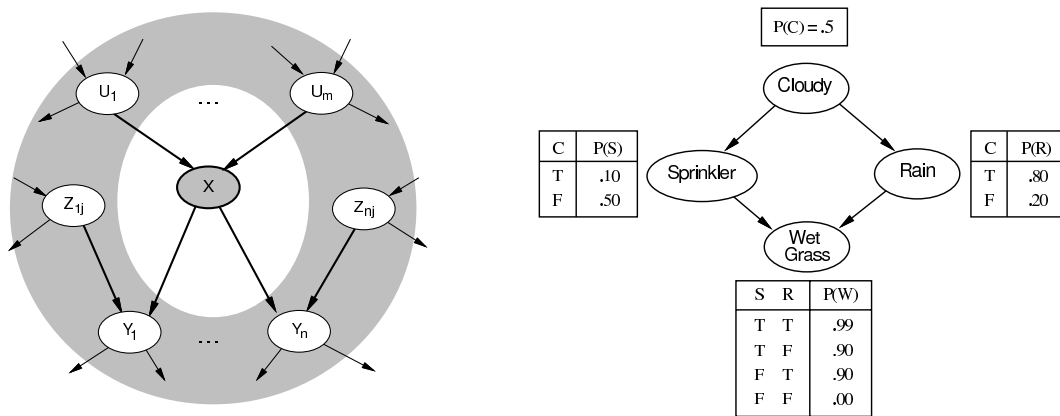 U1
...
Um
X
Z1j
Znj
Y1
...
Yn
P(C) = .5
Cloudy
C P(S)
T .10
F .50
Sprinkler
Rain
C P(R)
T .80
F .20
Wet
Grass
S R P(W)
T T .99
T F .90
F T .90
F F .00